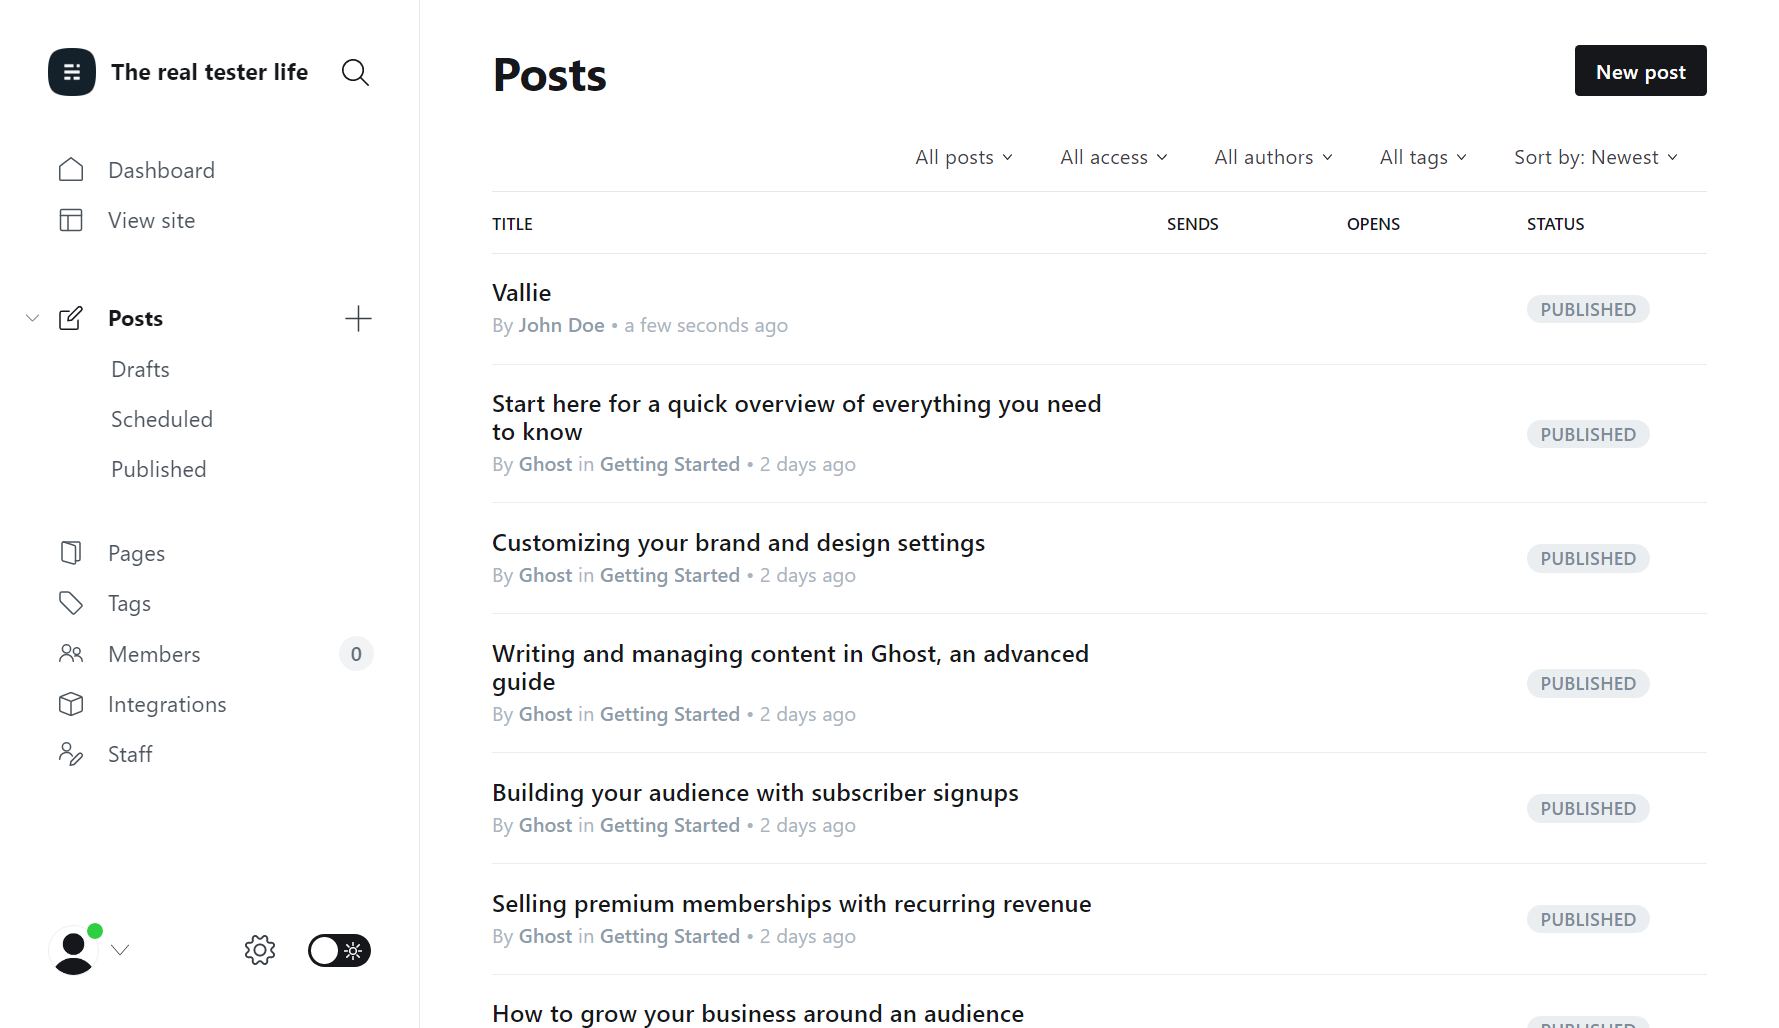 The real tester life
Dashboard
View site
Posts
Drafts
Scheduled
Published
Pages
Tags
Members 0
Integrations
Staff
Posts
New post
All posts All access All authors All tags Sort by: Newest
TITLE SENDS OPENS STATUS
Vallie
By John Doe • a few seconds ago
PUBLISHED
Start here for a quick overview of everything you need
to know
By Ghost in Getting Started • 2 days ago
PUBLISHED
Customizing your brand and design settings
By Ghost in Getting Started • 2 days ago
PUBLISHED
Writing and managing content in Ghost, an advanced
guide
By Ghost in Getting Started • 2 days ago
PUBLISHED
Building your audience with subscriber signups
By Ghost in Getting Started • 2 days ago
PUBLISHED
Selling premium memberships with recurring revenue
By Ghost in Getting Started • 2 days ago
PUBLISHED
How to grow your business around an audience
PUBLISHED